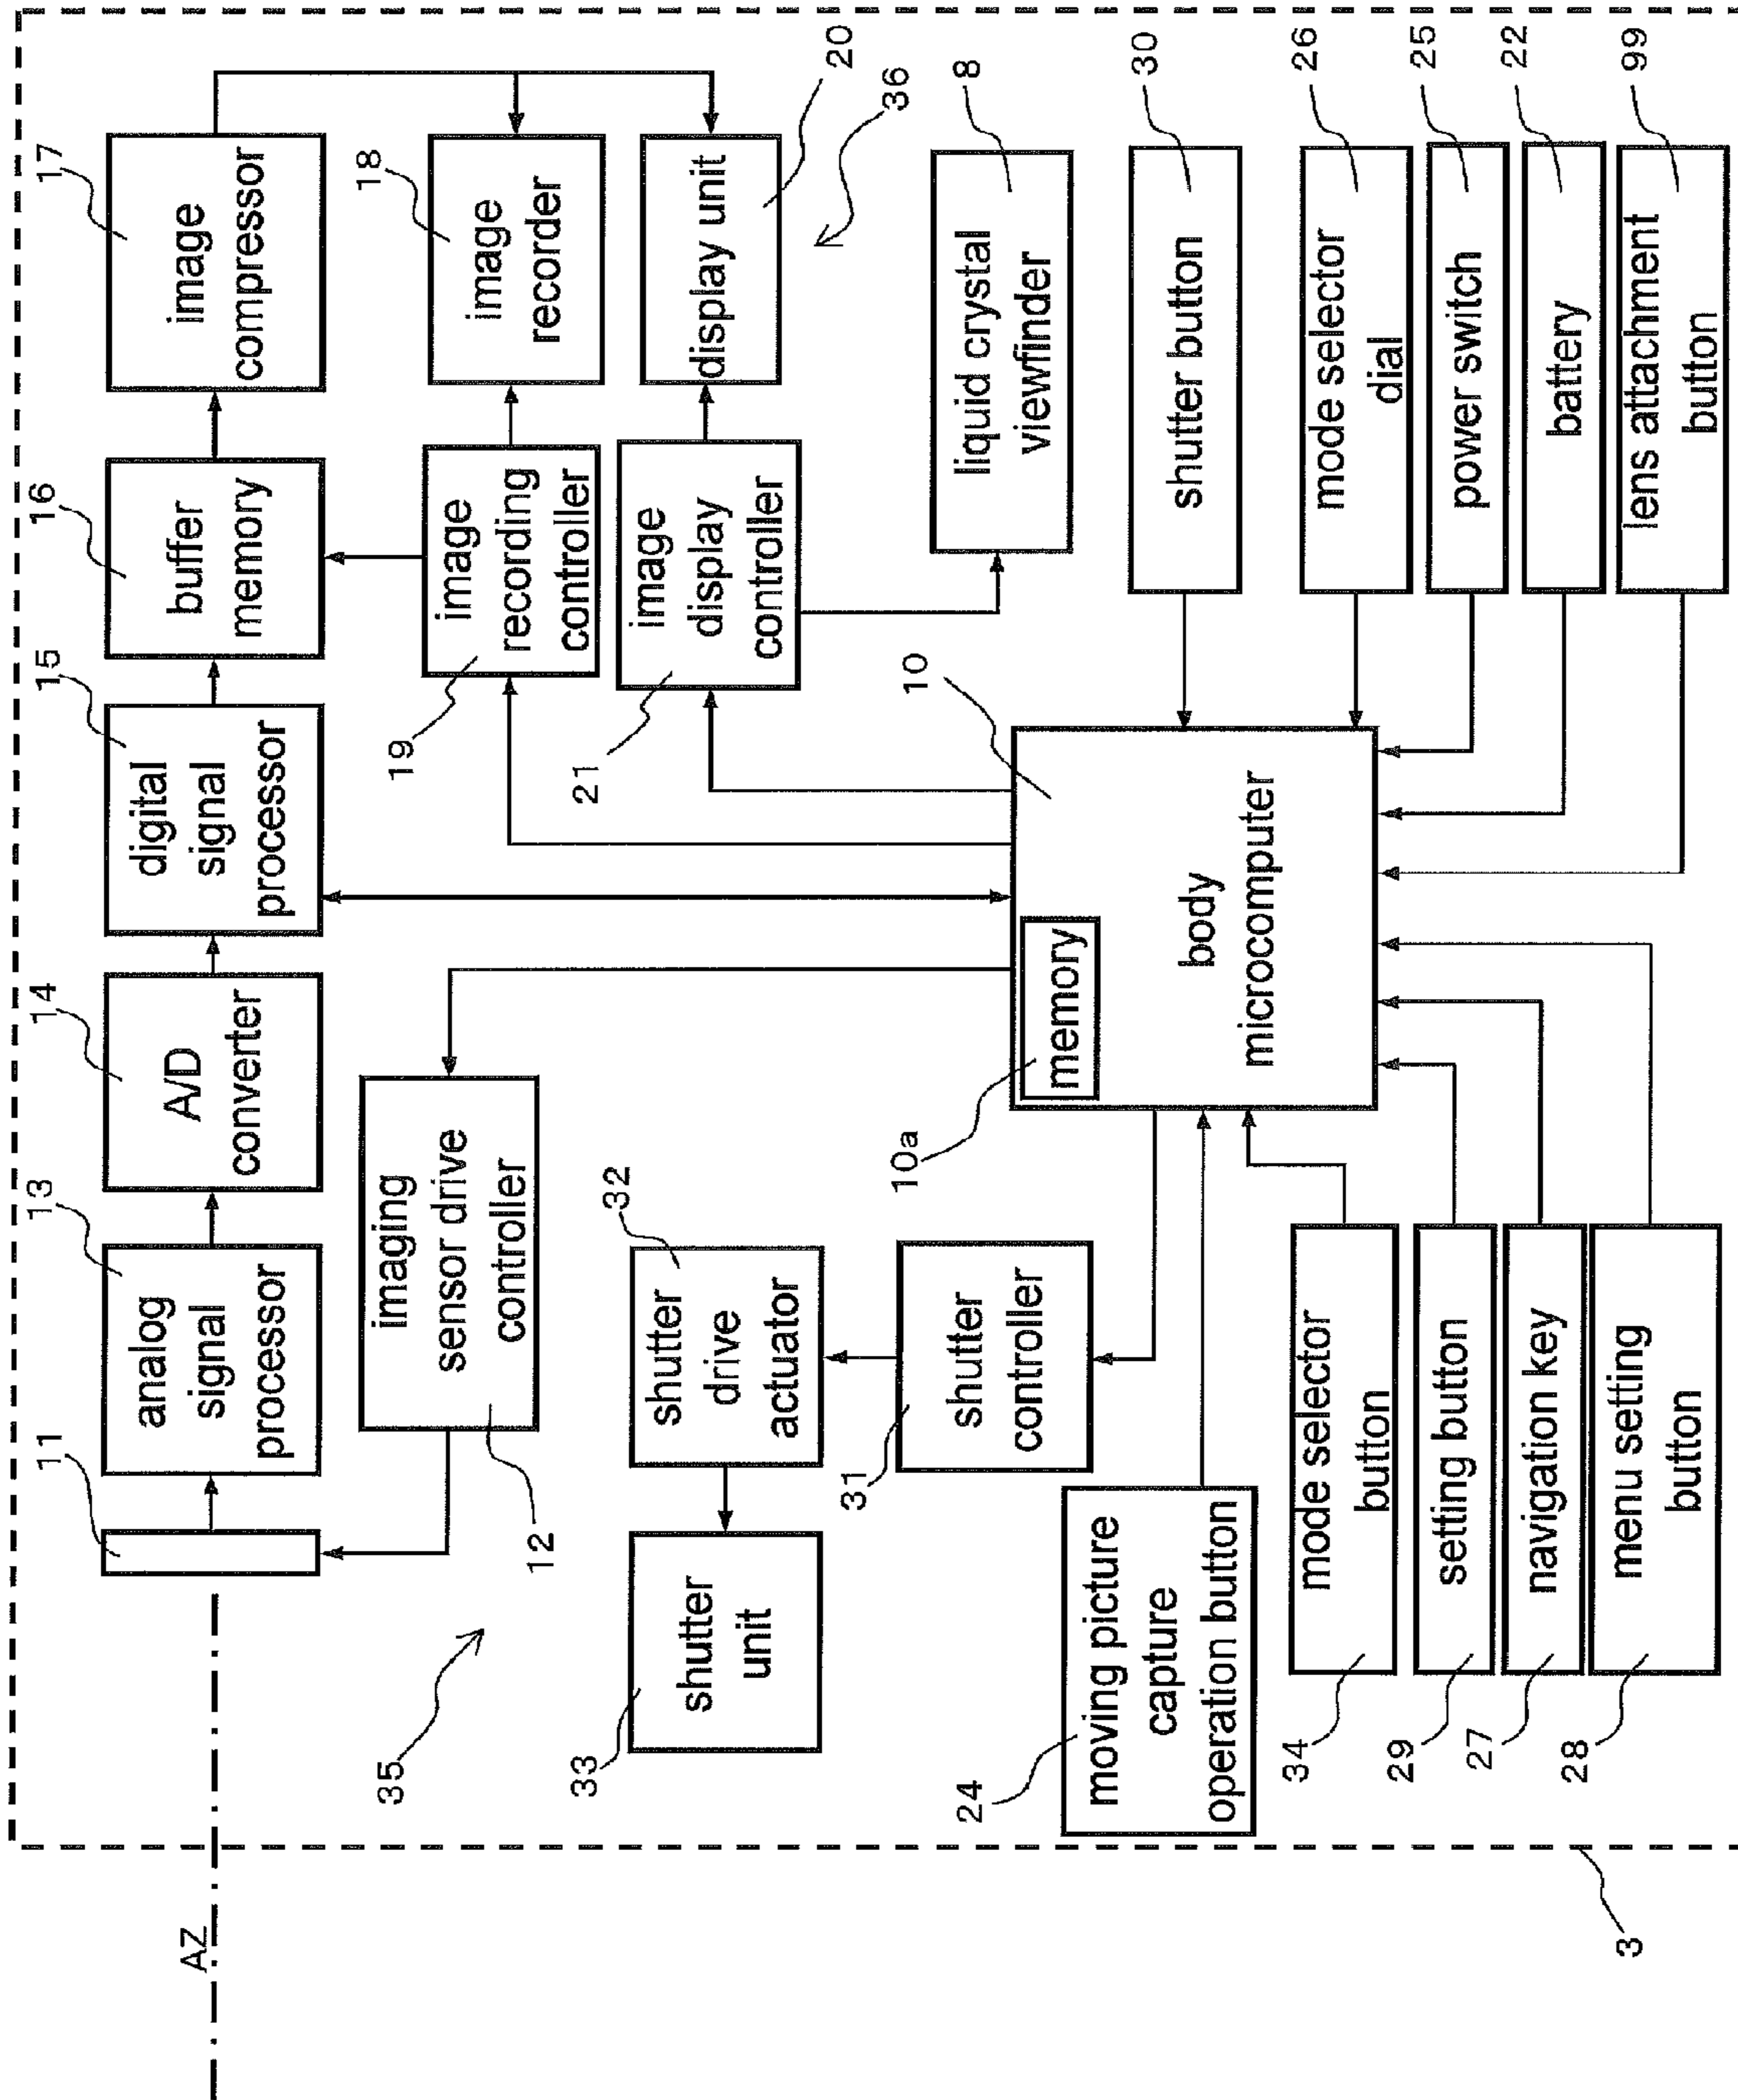 AZ
3
11
13
analog
signal
processor
14
A/D
converter
15
digital
signal
processor
16
buffer
memory
17
image
compressor
35
12
imaging
sensor drive
controller
19
image
recording
controller
18
image
recorder
33
shutter
unit
32
shutter
drive
actuator
21
image
display
controller
display unit
20
36
31
shutter
controller
10a
memory
10
body
microcomputer
liquid crystal
viewfinder
8
24
moving picture
capture
operation button
shutter button
30
34
mode selector
button
29
setting button
27
navigation key
28
menu setting
button
mode selector
dial
26
power switch
25
battery
22
lens attachment
button
99